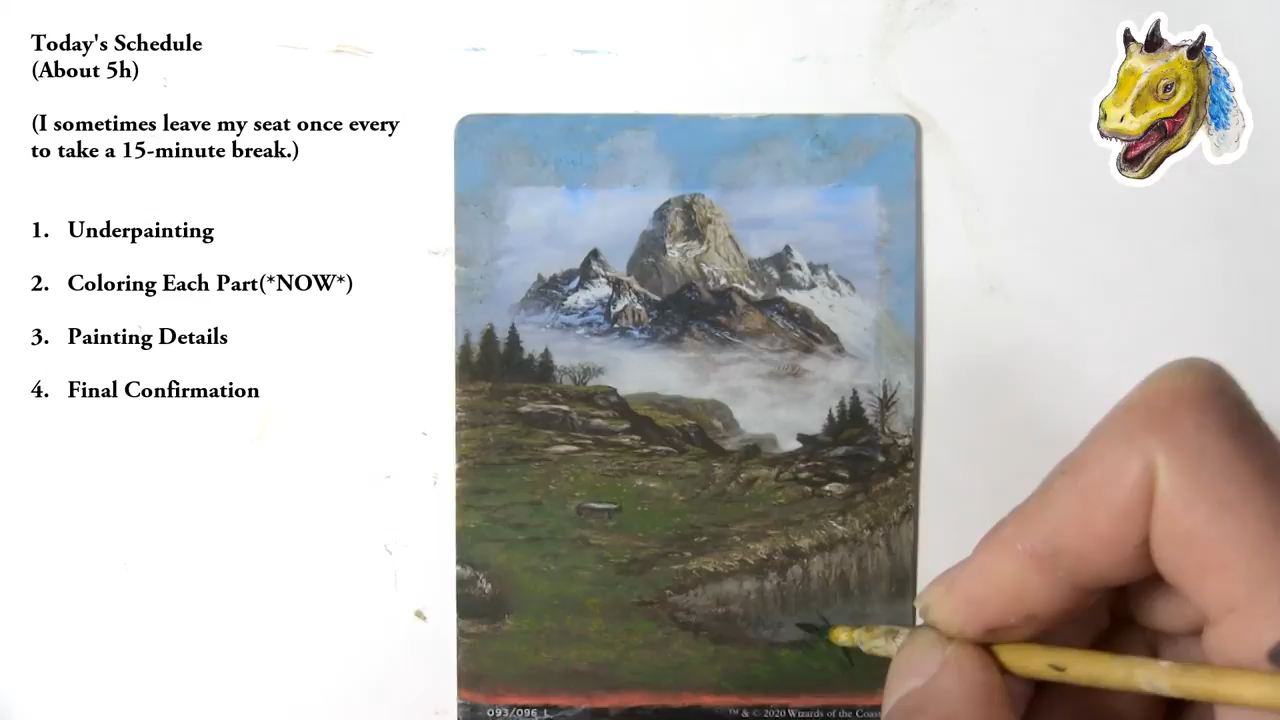 Today's Schedule
(About 5h)
(I sometimes leave my seat once every
to take a 15-minute break.)
1. Underpainting
2. Coloring Each Part(*NOW*)
3. Painting Details
4. Final Confirmation
093/096 L
™ & © 2020 Wizards of the Coast